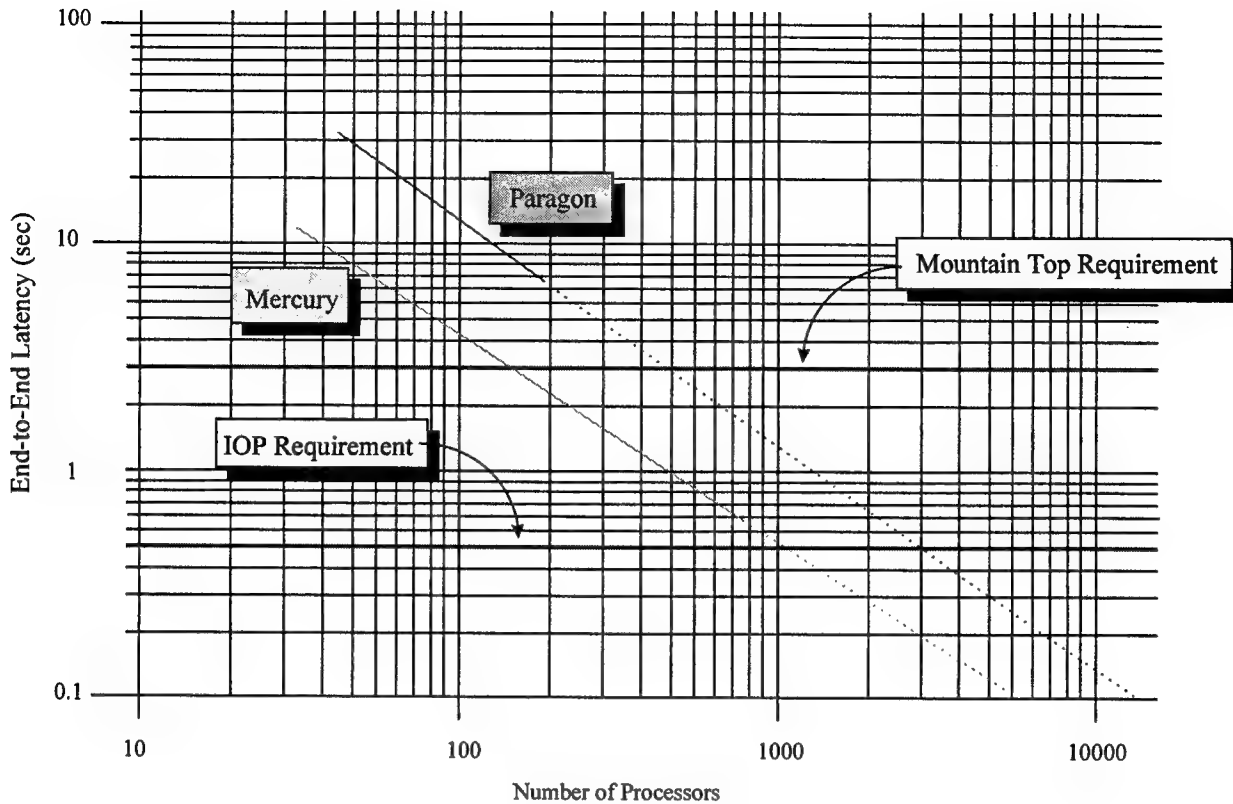 100
Paragon
10
End-to-End Latency (sec)
Mountain Top Requirement
Mercury
IOP Requirement
1
0.1
10
100
1000
10000
Number of Processors